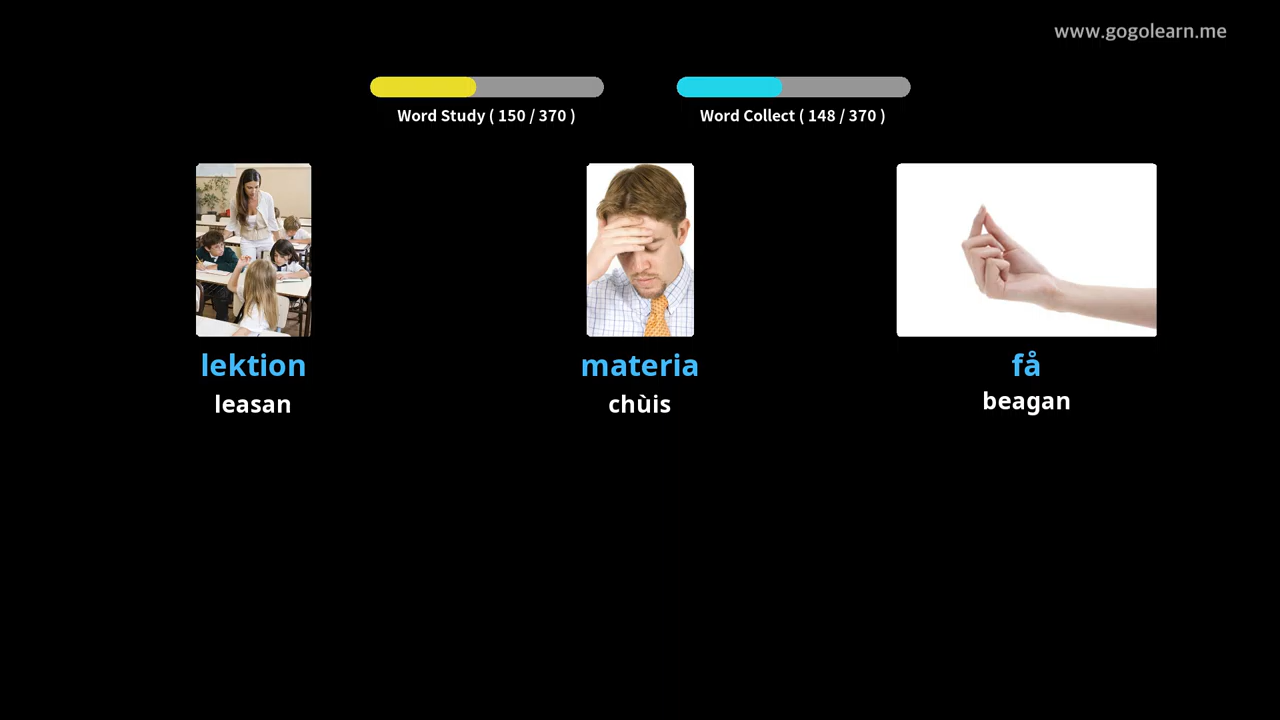 www.gogolearn.me
Word Study ( 150 / 370 )
Word Collect ( 148 / 370 )
lektion
leasan
materia
chùis
få
beagan